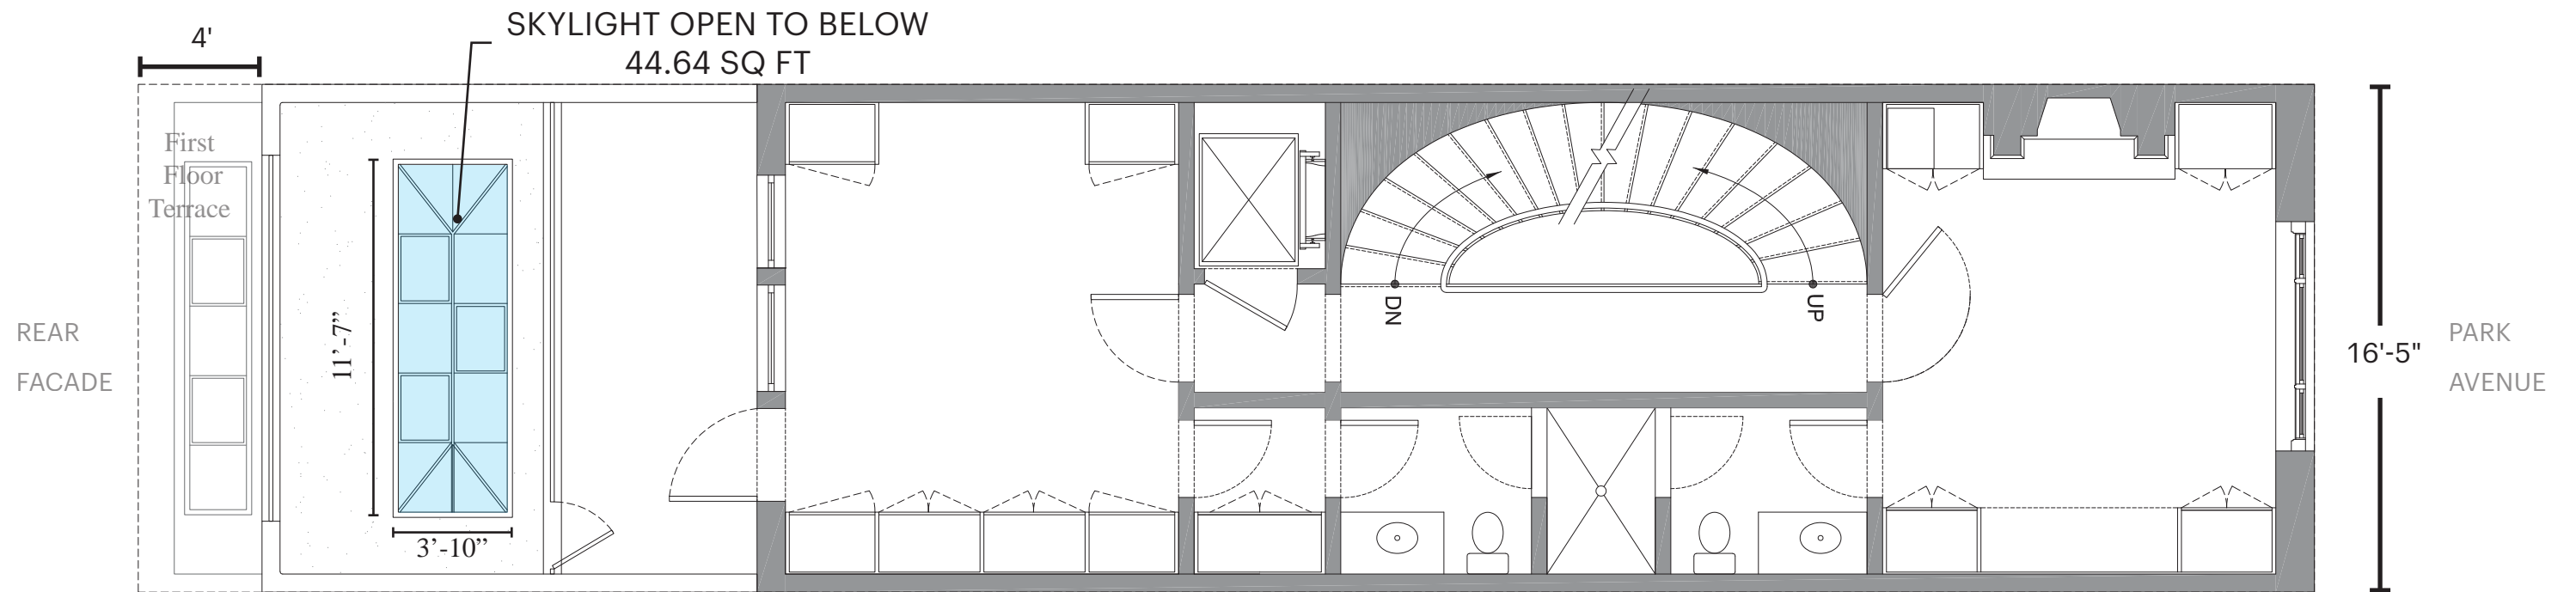 SKYLIGHT OPEN TO BELOW
44.64 SQ FT
4'
First
Floor
Terrace
REAR
FACADE
11'-7”
3’-10”
DN
UP
16'-5"
PARK
AVENUE